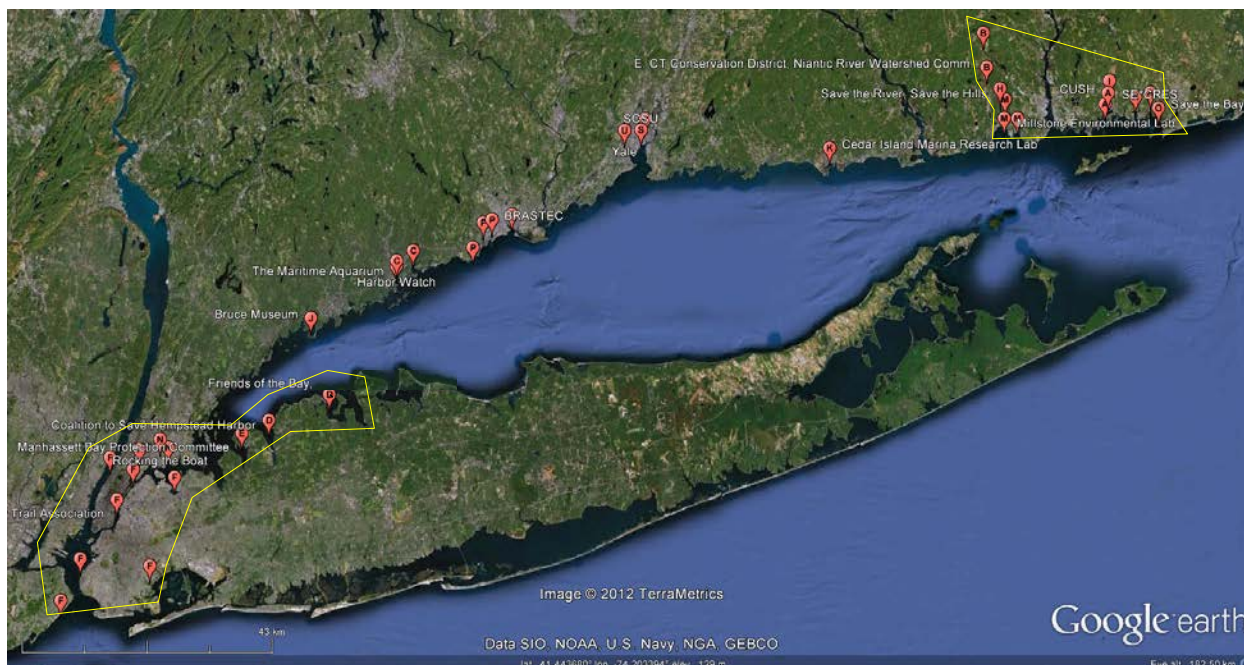 B
E. CT Conservation District, Niantic River Watershed Comm
B
I
Save the River, Save the Hills
H
CUSH
A
M
Save the Bay
A
O
SCSU
U
S
M
Millstone Environmental Lab
Yale
K
Cedar Island Marina Research Lab
P
P
BRASTEC
P
C
The Maritime Aquarium
G
Harbor Watch
Bruce Museum
J
Friends of the Bay,
Coalition to Save Hempstead Harbor
D
E
N
Manhassett Bay Protection Committee
Rocking the Boat
F
F
F
F
Trail Association
F
F
F
Image © 2012 TerraMetrics
43 km
Data SIO, NOAA, U.S. Navy, NGA, GEBCO
Google earth